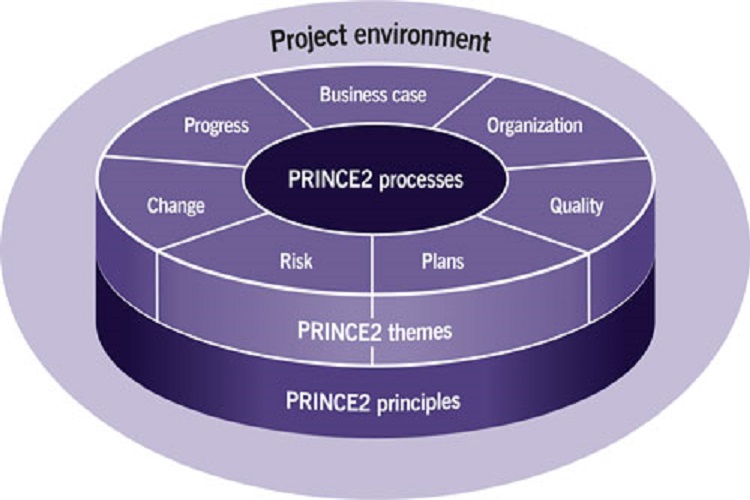 Project environment
Business case
Progress
Organization
PRINCE2 processes
Change
Quality
Risk
Plans
PRINCE2 themes
PRINCE2 principles